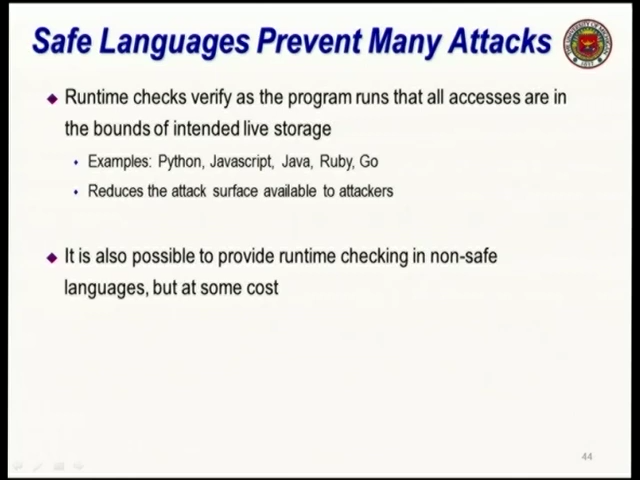 Safe Languages Prevent Many Attacks
Runtime checks verify as the program runs that all accesses are in
the bounds of intended live storage
Examples: Python, Javascript, Java, Ruby, Go
Reduces the attack surface available to attackers
It is also possible to provide runtime checking in non-safe
languages, but at some cost
44